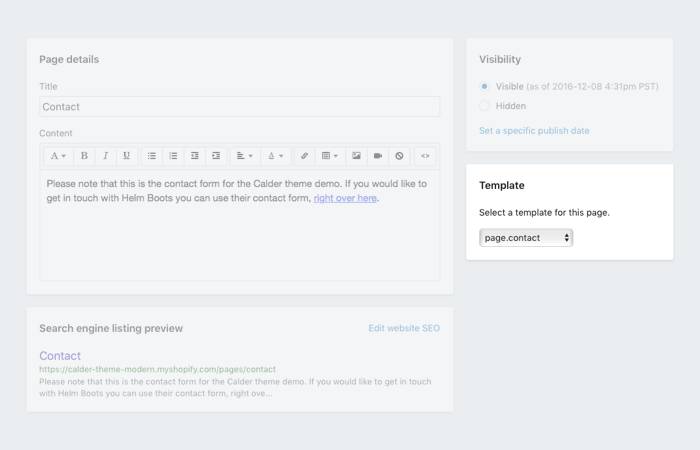 Page details
Title
Contact
Content
A B I U A <>
Please note that this is the contact form for the Calder theme demo. If you would like to
get in touch with Helm Boots you can use their contact form, right over here.
Search engine listing preview
Edit website SEO
Contact
https://calder-theme-modern.myshopify.com/pages/contact
Please note that this is the contact form for the Calder theme demo. If you would like to get in touch
with Helm Boots you can use their contact form, right ove...
Visibility
Visible (as of 2016-12-08 4:31pm PST)
Hidden
Set a specific publish date
Template
Select a template for this page.
page.contact